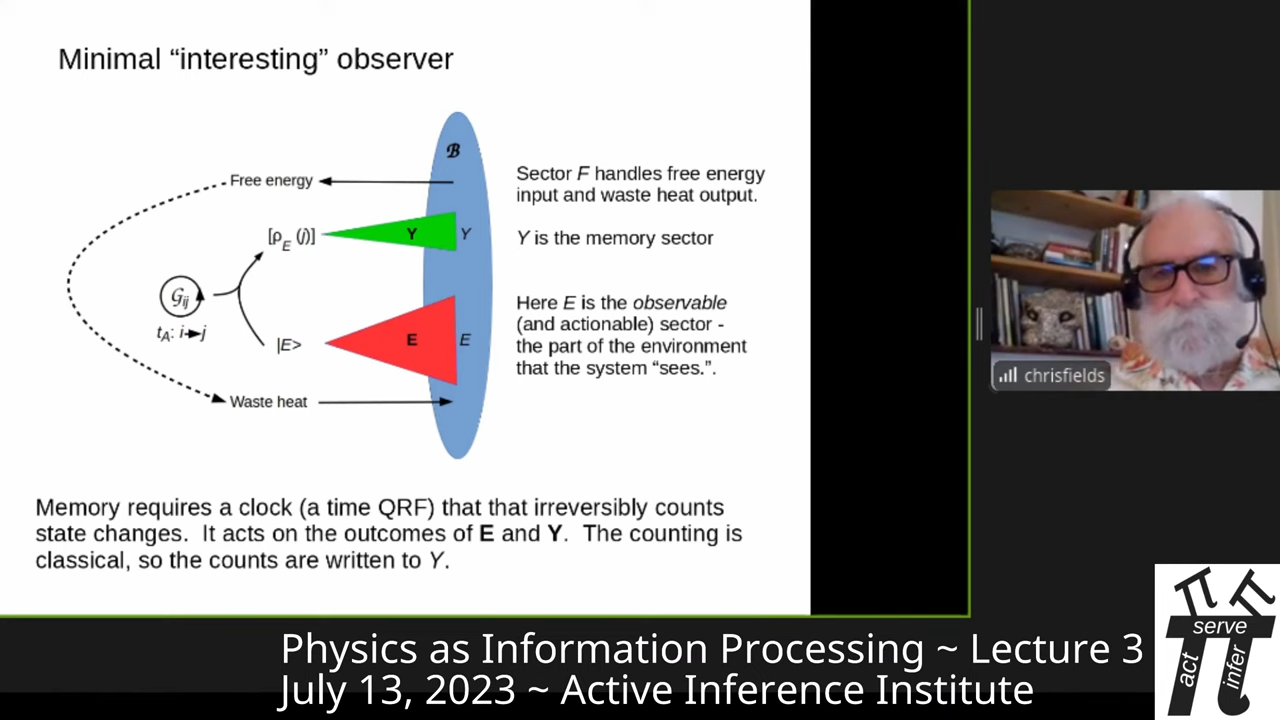 Minimal “interesting” observer
ℬ
Free energy
Sector F handles free energy
input and waste heat output.
[ρE (j)]
Y
Y
Y is the memory sector
𝒢ij
tA: i→j
Here E is the observable
(and actionable) sector -
the part of the environment
that the system “sees.”.
|E>
E
E
Waste heat
Memory requires a clock (a time QRF) that that irreversibly counts
state changes. It acts on the outcomes of E and Y. The counting is
classical, so the counts are written to Y.
chrisfields
Physics as Information Processing ~ Lecture 3
July 13, 2023 ~ Active Inference Institute
π π
serve
act
infer